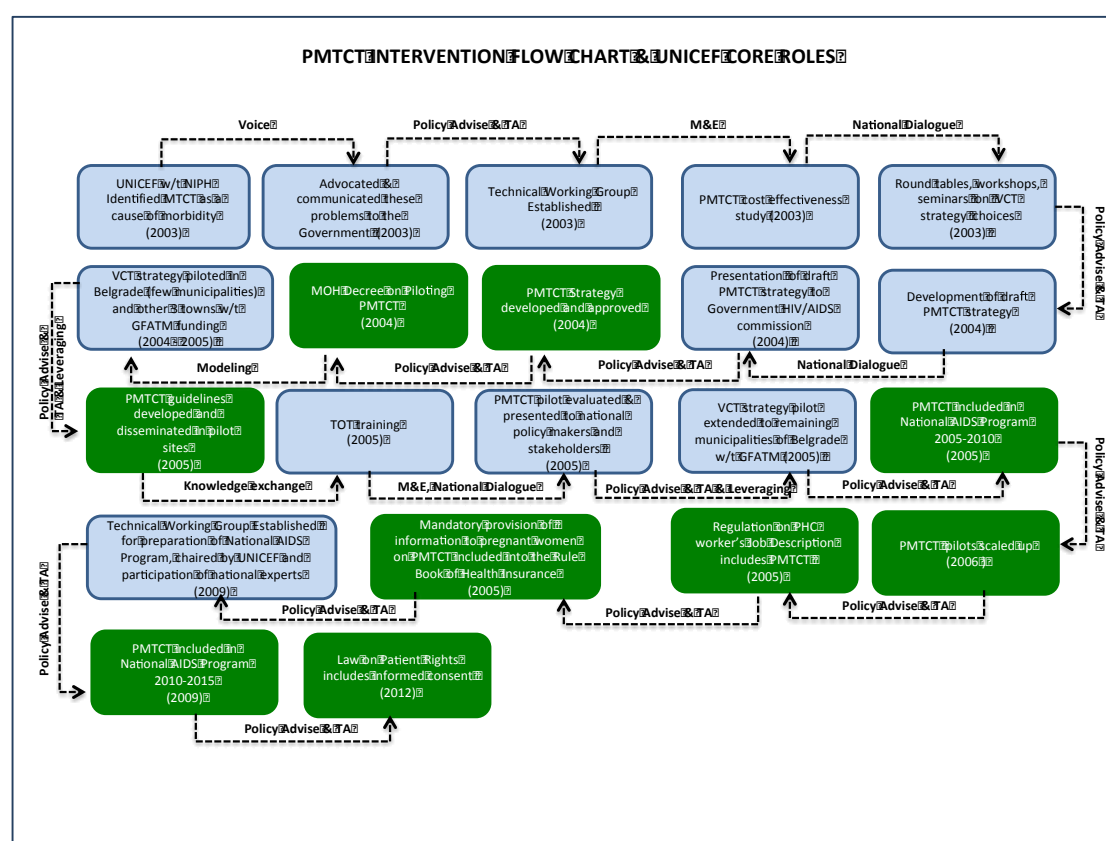 PMTCT INTERVENTION FLOW CHART & UNICEF CORE ROLES
Voice
Policy Advise & TA
M&E
National Dialogue
UNICEF w/t NIPH
Identified MTCT as a
cause of morbidity
(2003)
Advocated &
communicated these
problems to the
Government (2003)
Technical Working Group
Established
(2003)
PMTCT cost effectiveness
study (2003)
Round tables, workshops,
seminars on VCT
strategy choices
(2003)
Policy Advise & TA
VCT strategy piloted in
Belgrade (few municipalities)
and other 3 towns w/t
GFATM funding
(2004 - 2005)
MOH Decree on Piloting
PMTCT
(2004)
PMTCT Strategy
developed and approved
(2004)
Presentation of draft
PMTCT strategy to
Government HIV/AIDS
commission
(2004)
Development of draft
PMTCT strategy
(2004)
Policy Advise &
TA & Leveraging
Modeling
Policy Advise & TA
Policy Advise & TA
National Dialogue
PMTCT guidelines
developed and
disseminated in pilot
sites
(2005)
TOT training
(2005)
PMTCT pilot evaluated &
presented to national
policy makers and
stakeholders
(2005)
VCT strategy pilot
extended to remaining
municipalities of Belgrade
w/t GFATM (2005)
PMTCT included in
National AIDS Program
2005-2010
(2005)
Knowledge exchange
M&E, National Dialogue
Policy Advise & TA & Leveraging
Policy Advise & TA
Policy Advise & TA
Technical Working Group Established
for preparation of National AIDS
Program, chaired by UNICEF and
participation of national experts
(2009)
Mandatory provision of
information to pregnant women
on PMTCT included into the Rule
Book of Health Insurance
(2005)
Regulation on PHC
worker's Job Description
includes PMTCT
(2005)
PMTCT pilots scaled up
(2006)
Policy Advise & TA
Policy Advise & TA
Policy Advise & TA
Policy Advise & TA
PMTCT included in
National AIDS Program
2010-2015
(2009)
Law on Patient Rights
includes informed consent
(2012)
Policy Advise & TA